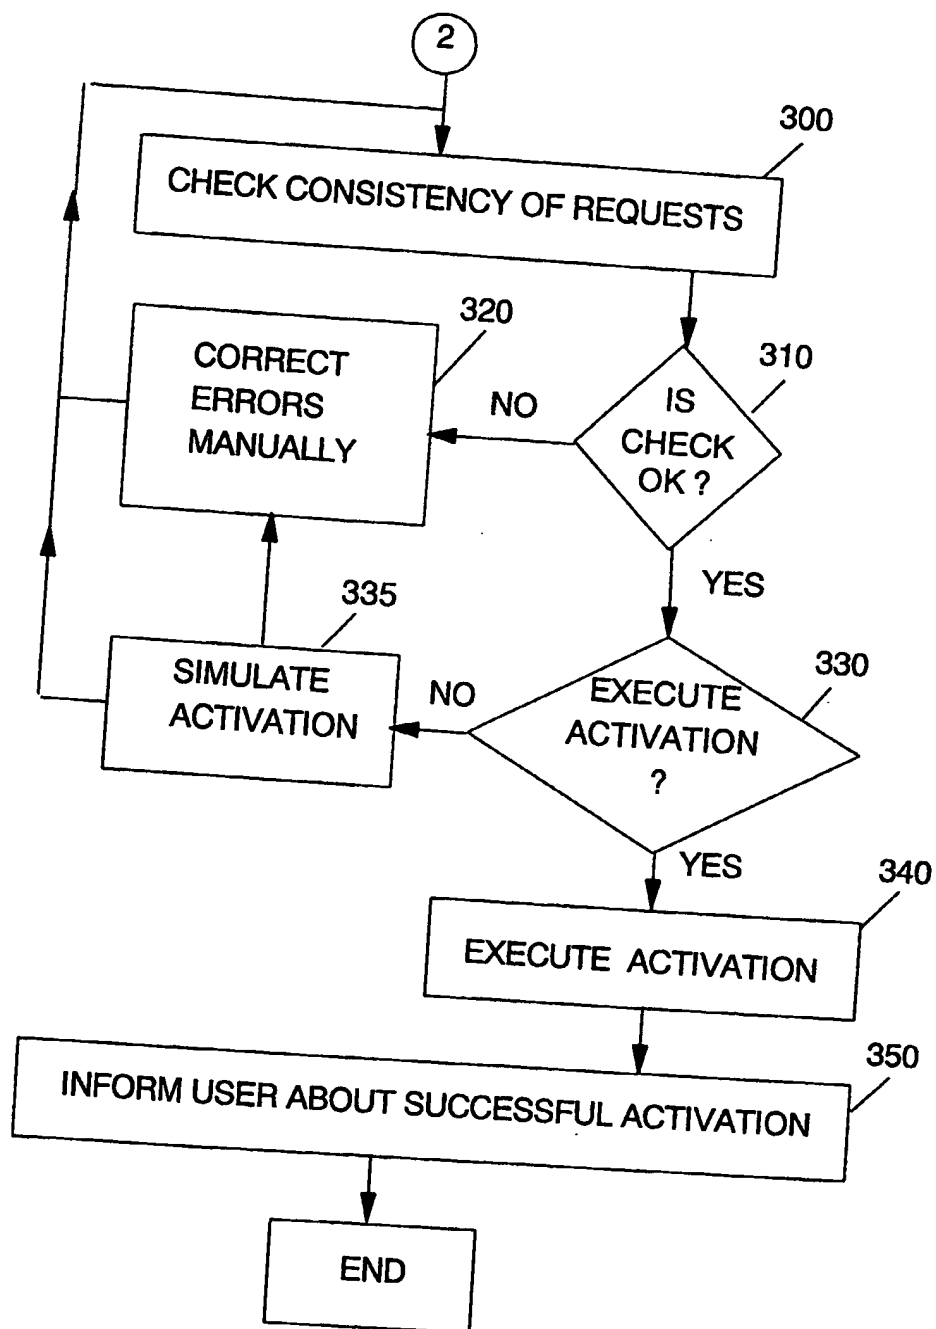 2
300
CHECK CONSISTENCY OF REQUESTS
320
310
CORRECT
ERRORS
MANUALLY
NO
IS
CHECK
OK ?
YES
335
330
SIMULATE
ACTIVATION
NO
EXECUTE
ACTIVATION
?
YES
340
EXECUTE ACTIVATION
350
INFORM USER ABOUT SUCCESSFUL ACTIVATION
END